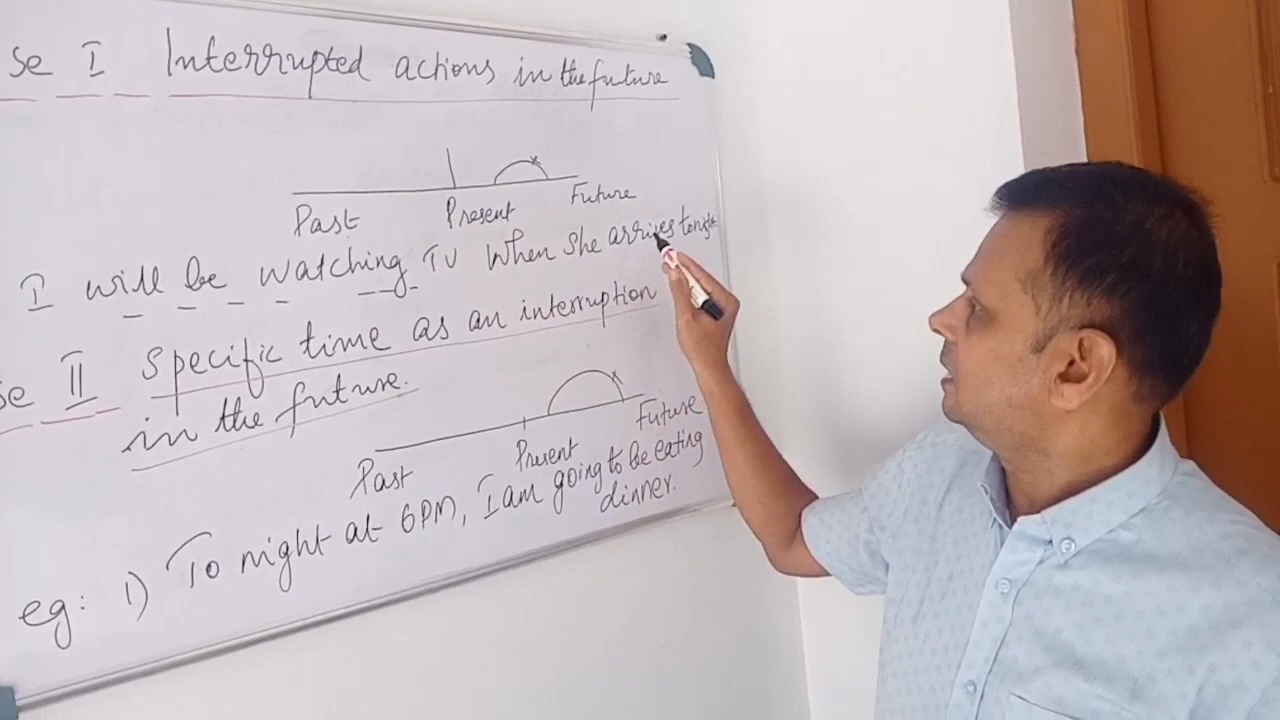 se I Interrupted actions in the future
Past Present Future
I will be watching TV when she arrives tonight
se II Specific time as an interruption
in the future.
Past Present Future
eg: 1) To night at 6PM, I am going to be eating
dinner.